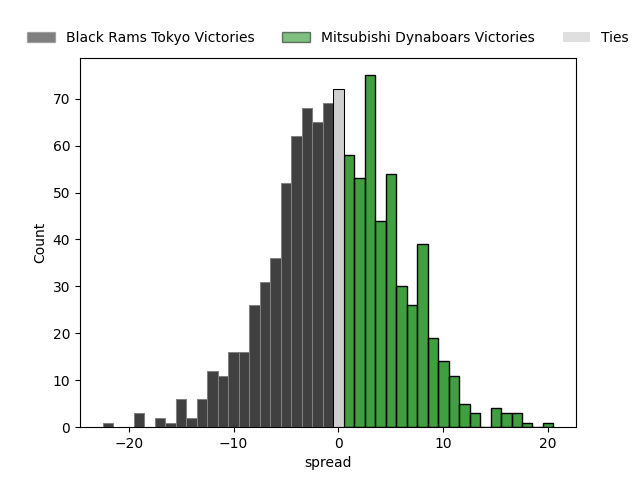 Black Rams Tokyo Victories Mitsubishi Dynaboars Victories Ties
70
60
50
40
30
20
10
0
Count
−20 −10 0 10 20
spread